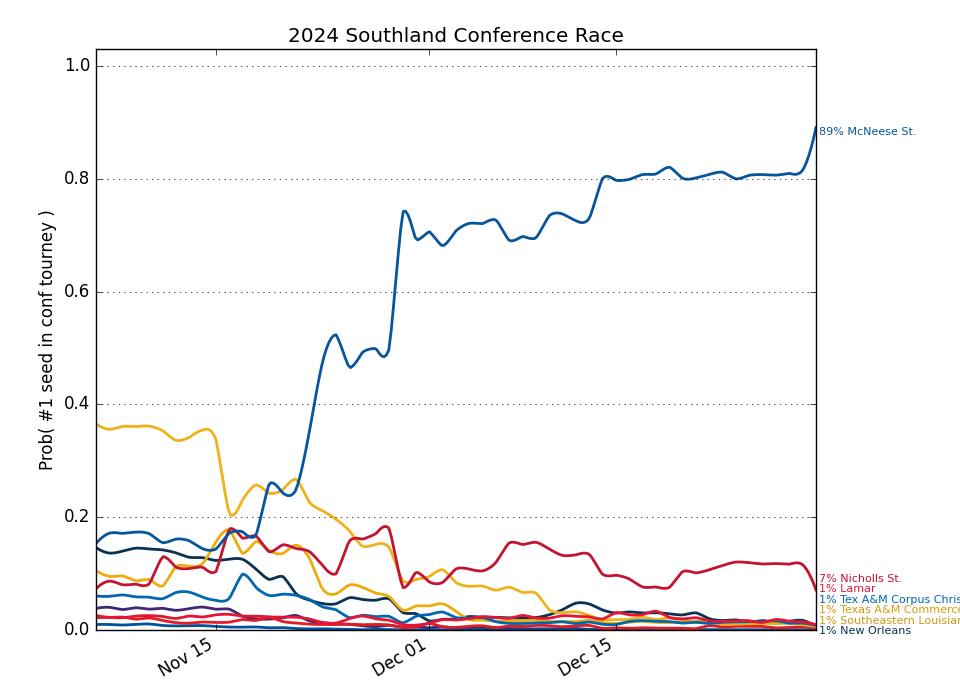 2024 Southland Conference Race
Prob( #1 seed in conf tourney )
1.0
0.8
0.6
0.4
0.2
0.0
Nov 15
Dec 01
Dec 15
89% McNeese St.
7% Nicholls St.
1% Lamar
1% Tex A&M Corpus Chris
1% Texas A&M Commerce
1% Southeastern Louisian
1% New Orleans